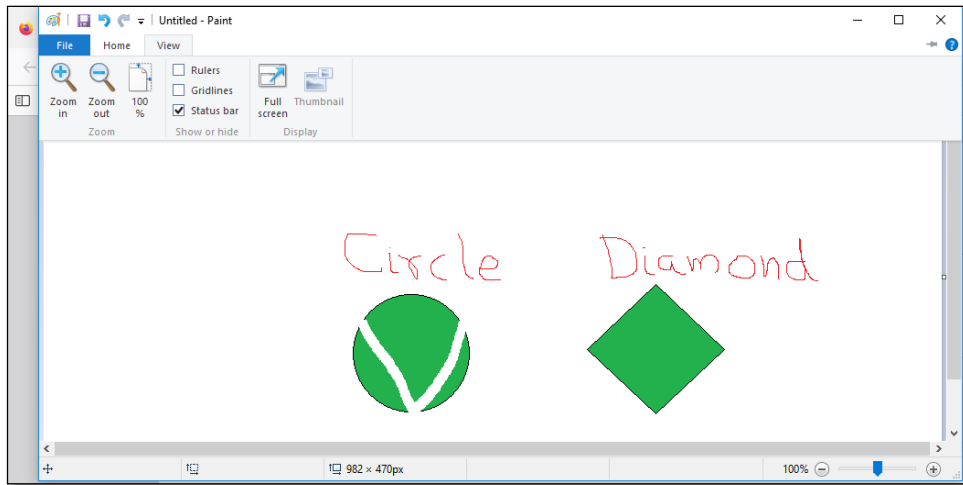 Untitled - Paint
File Home View
Zoom in
Zoom out
100 %
Rulers
Gridlines
Status bar
Full screen
Thumbnail
Zoom
Show or hide
Display
Circle Diamond
982 × 470px
100%